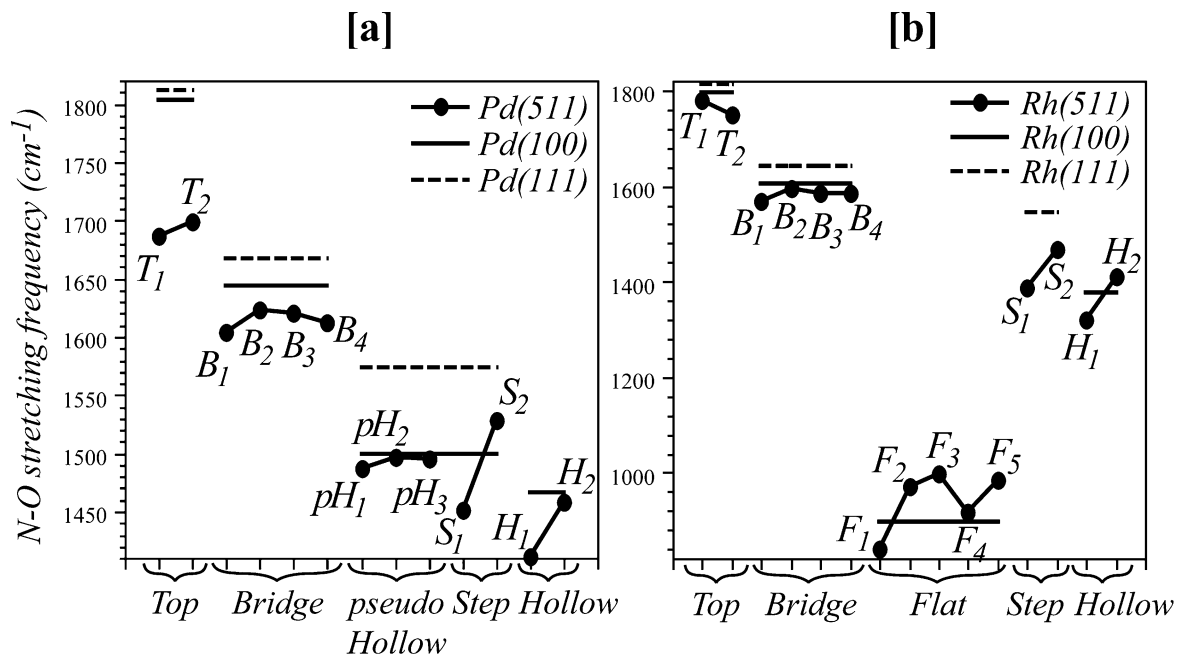 [a]
[b]
N-O stretching frequency (cm-1)
1800
1750
1700
1650
1600
1550
1500
1450
Pd(511)
Pd(100)
Pd(111)
T1
T2
B1
B2
B3
B4
pH1
pH2
pH3
S1
S2
H1
H2
Top
Bridge
pseudo
Hollow
Step
Hollow
1800
1600
1400
1200
1000
Rh(511)
Rh(100)
Rh(111)
T1
T2
B1
B2
B3
B4
F1
F2
F3
F4
F5
S1
S2
H1
H2
Top
Bridge
Flat
Step
Hollow